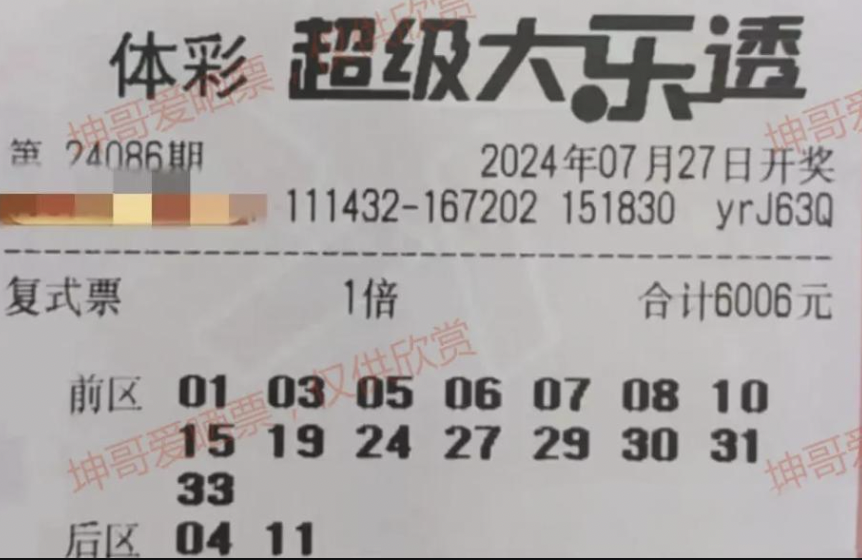 体彩 超级大乐透
第 24086期 2024年07月27日开奖
111432-167202 151830 yrJ63Q
复式票 1倍 合计6006元
前区 01 03 05 06 07 08 10
15 19 24 27 29 30 31
33
后区 04 11
坤哥爱晒票，仅供欣赏
坤哥爱
坤哥爱晒票，仅供欣赏
坤哥爱